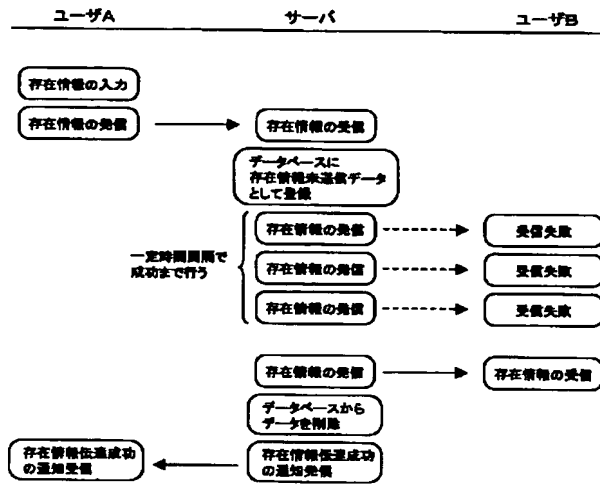 ユーザA
サーバ
ユーザB
存在情報の入力
存在情報の発信
存在情報の受信
データベースに
存在情報未送信データ
として登録
一定時間間隔で
成功まで行う
存在情報の発信
受信失敗
存在情報の発信
受信失敗
存在情報の発信
受信失敗
存在情報の発信
存在情報の受信
データベースから
データを削除
存在情報伝達成功
の通知発信
存在情報伝達成功
の通知受信